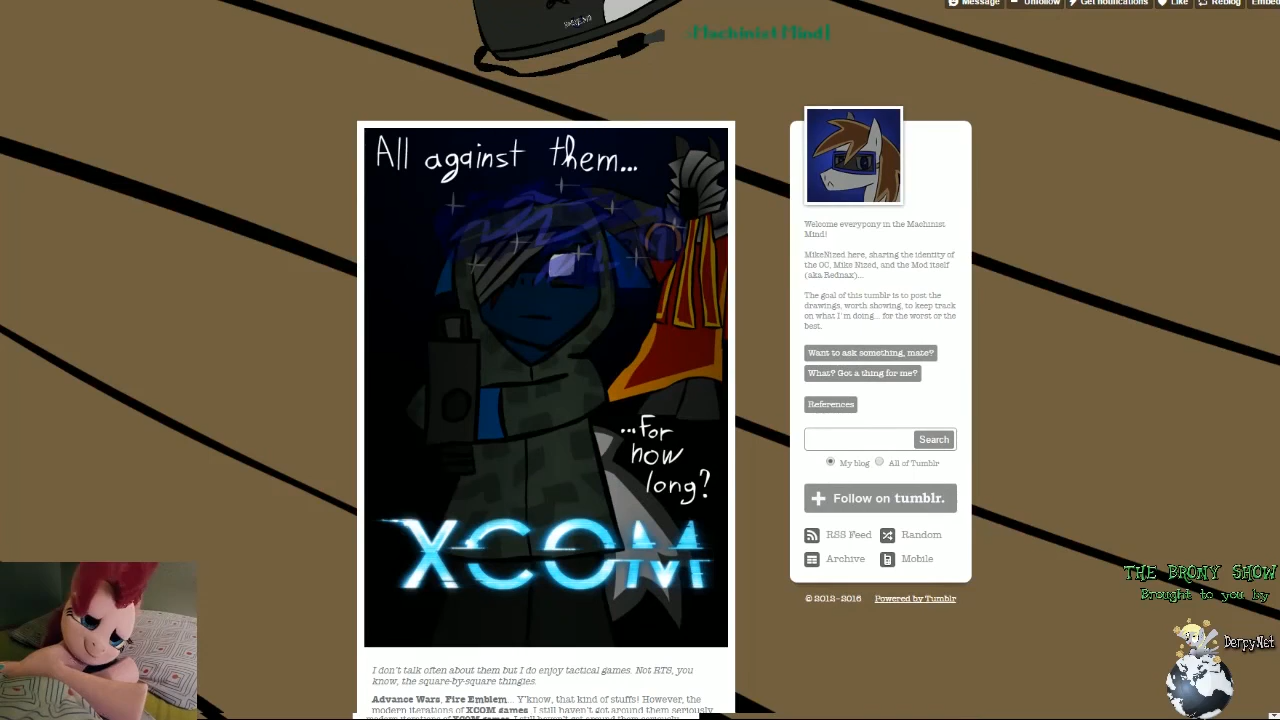 Message Unfollow Get notifications Like Reblog Embed
-Machinist Mind!
All against them...
...For
how
long?
XCOM
I don't talk often about them but I do enjoy tactical games. Not RTS, you
know, the square-by-square thingies.
Advance Wars, Fire Emblem... Y'know, that kind of stuffs! However, the
modern iterations of XCOM games, I still haven't got around them seriously
Welcome everypony in the Machinist
Mind!
MikeNized here, sharing the identity of
the OC, Mike Nized, and the Mod itself
(aka Rednax)...
The goal of this tumblr is to post the
drawings, worth showing, to keep track
on what I'm doing... for the worst or the
best.
Want to ask something, mate?
What? Got a thing for me?
References
Search
My blog All of Tumblr
Follow on tumblr.
RSS Feed Random
Archive Mobile
© 2012-2016 Powered by Tumblr
THE BRONY SHOW
Brought to you by
DerpyNet